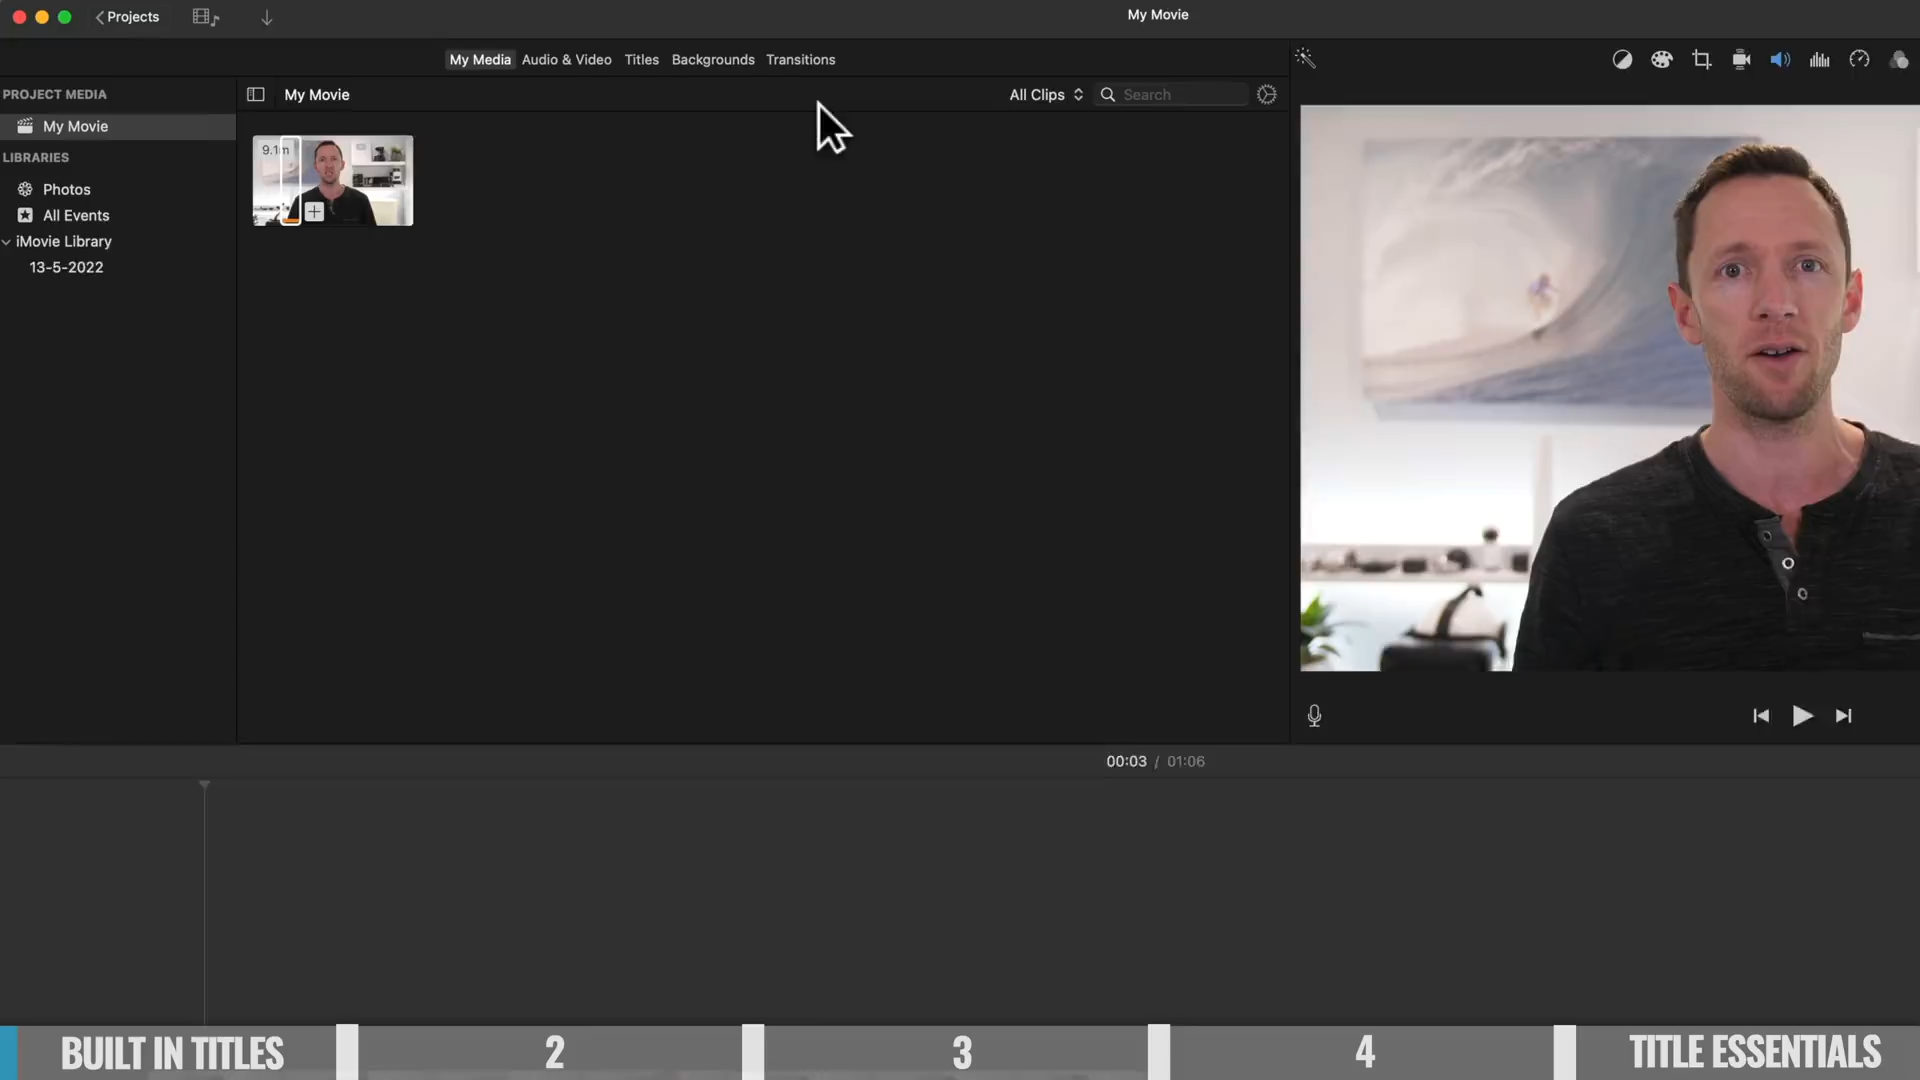 Projects
My Movie
My Media Audio & Video Titles Backgrounds Transitions
PROJECT MEDIA
My Movie
All Clips
Search
My Movie
9.1m
LIBRARIES
Photos
All Events
iMovie Library
13-5-2022
00:03 / 01:06
BUILT IN TITLES 2 3 4 TITLE ESSENTIALS